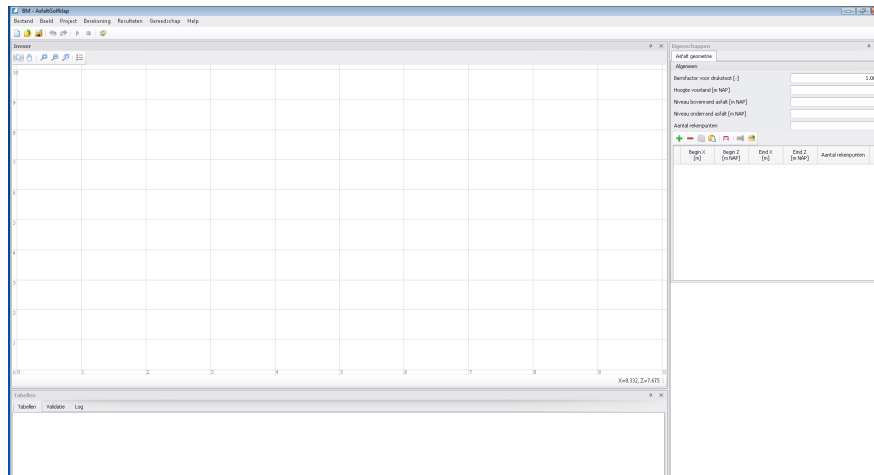 BM - AsfaltGolfklap
Bestand Beeld Project Berekening Resultaten Gereedschap Help
Invoer
10
9
8
7
6
5
4
3
2
1
0 0 1 2 3 4 5 6 7 8 9 10
X=8.332, Z=7.675
Tabellen
Tabellen Validatie Log
Eigenschappen
Asfalt geometrie
Algemeen
Bermfactor voor drukstoot [-] 1.00
Hoogte voorland [m NAP]
Niveau bovenrand asfalt [m NAP]
Niveau onderrand asfalt [m NAP]
Aantal rekenpunten
Begin X [m] Begin Z [m NAP] Eind X [m] Eind Z [m NAP] Aantal rekenpunten